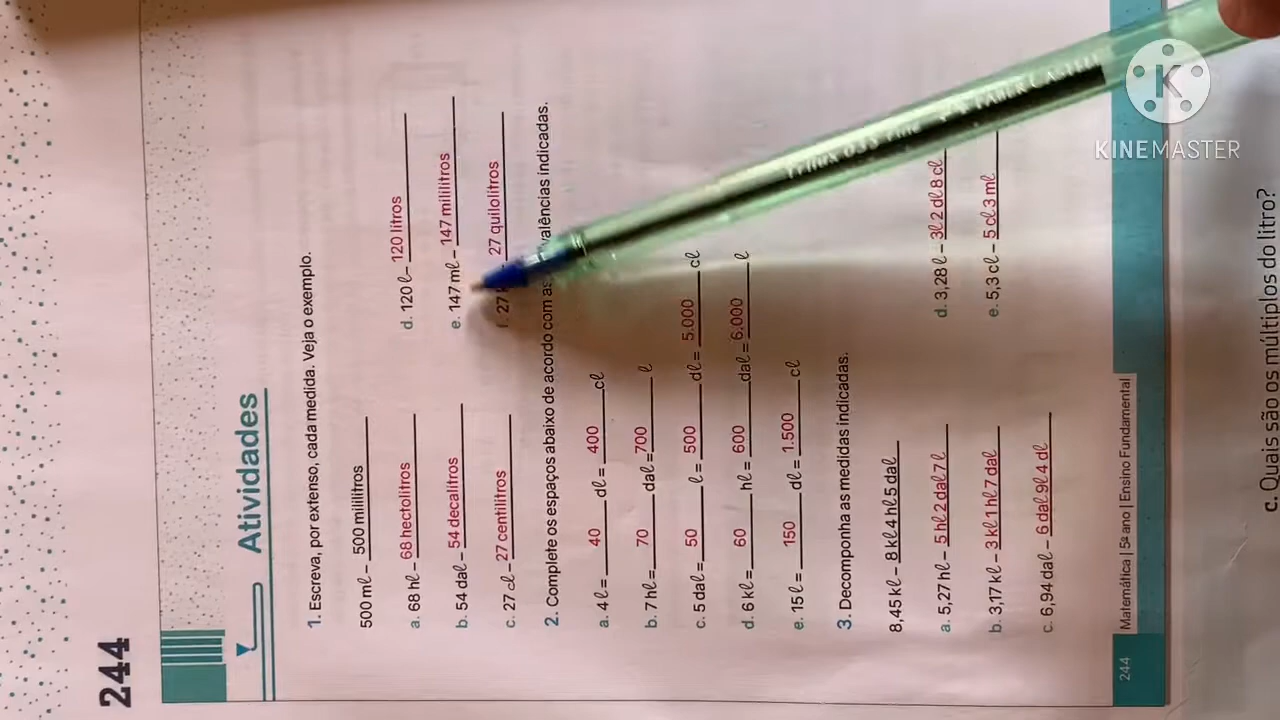 244
Atividades
1. Escreva, por extenso, cada medida. Veja o exemplo.
500 ml – 500 mililitros
a. 68 hl – 68 hectolitros
b. 54 dal – 54 decalitros
c. 27 cl – 27 centilitros
d. 120 l – 120 litros
e. 147 ml – 147 mililitros
f. 27 27 quilolitros
2. Complete os espaços abaixo de acordo com as indicadas.
a. 4 l = 40 dl = 400 cl
b. 7 hl = 70 dal = 700 l
c. 5 dal = 50 l = 500 dl = 5.000 cl
d. 6 kl = 60 hl = 600 dal = 6.000 l
e. 15 l = 150 dl = 1.500 cl
3. Decomponha as medidas indicadas.
8,45 kl – 8 kl 4 hl 5 dal
a. 5,27 hl – 5 hl 2 dal 7 l
b. 3,17 kl – 3 kl 1 hl 7 dal
c. 6,94 dal – 6 dal 9 l 4 dl
d. 3,28 l – 3 l 2 dl 8 cl
e. 5,3 cl – 5 cl 3 ml
244 Matemática | 5º ano | Ensino Fundamental
c. Quais são os múltiplos do litro?
FABER CASTELL
K
KINEMASTER